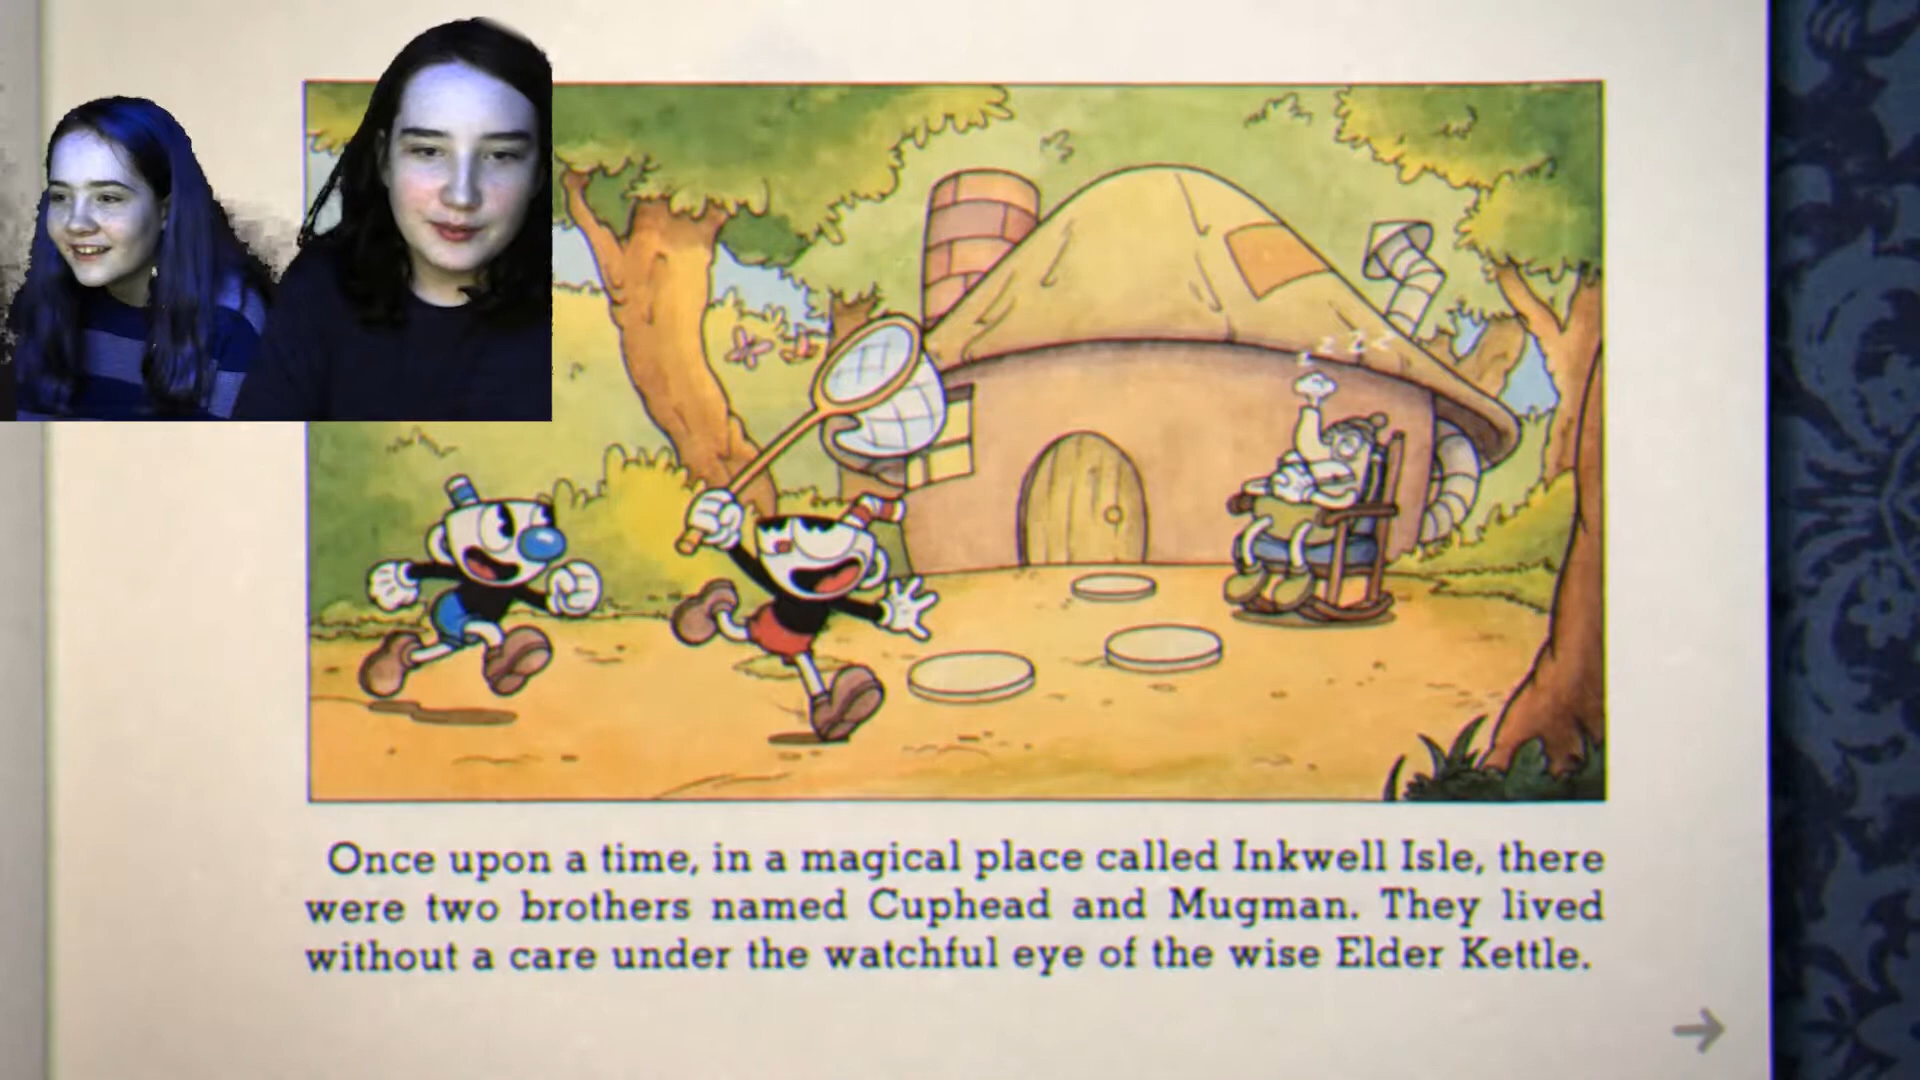 z z z z
Once upon a time, in a magical place called Inkwell Isle, there
were two brothers named Cuphead and Mugman. They lived
without a care under the watchful eye of the wise Elder Kettle.